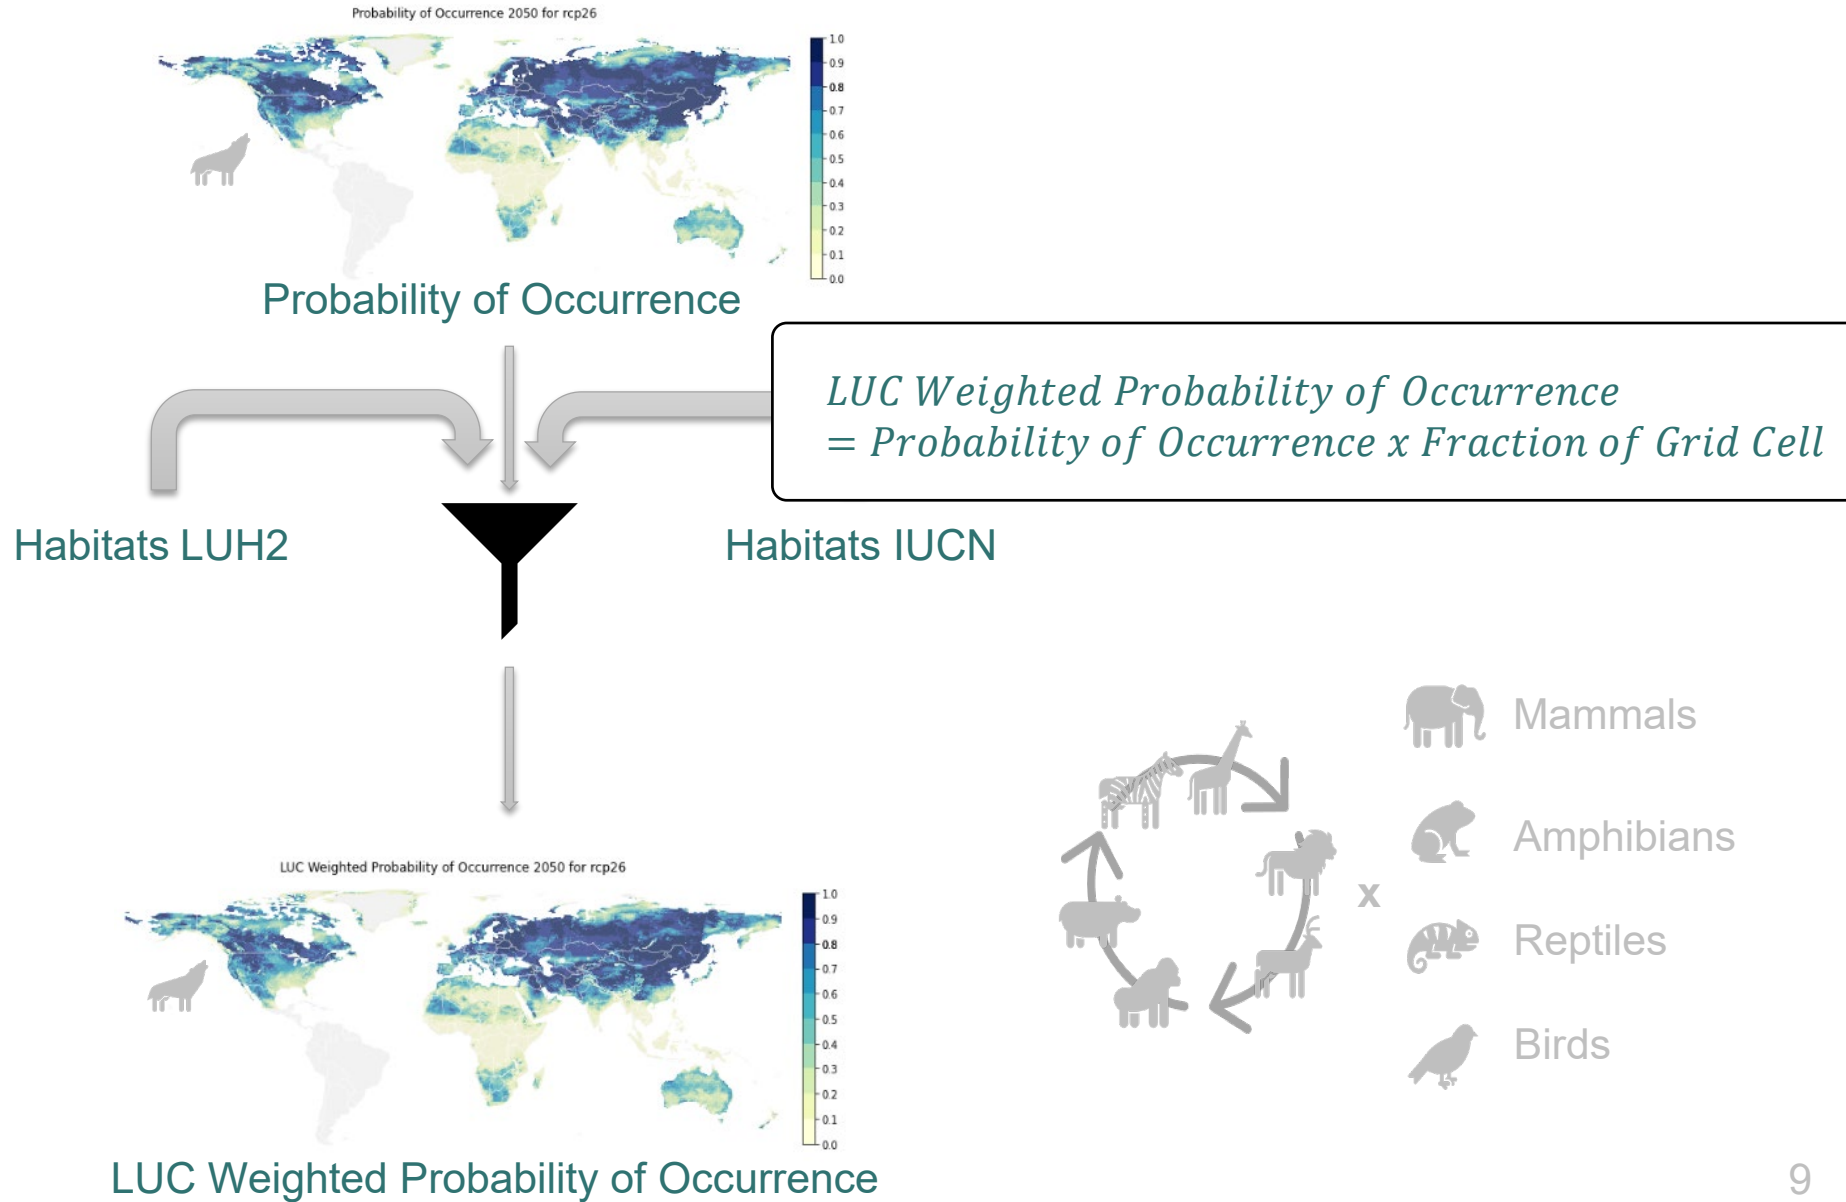 Probability of Occurrence 2050 for rcp26
1.0
0.9
0.8
0.7
0.6
0.5
0.4
0.3
0.2
0.1
0.0
Probability of Occurrence
LUC Weighted Probability of Occurrence
= Probability of Occurrence x Fraction of Grid Cell
Habitats LUH2
Habitats IUCN
Mammals
Amphibians
x
Reptiles
Birds
LUC Weighted Probability of Occurrence 2050 for rcp26
1.0
0.9
0.8
0.7
0.6
0.5
0.4
0.3
0.2
0.1
0.0
LUC Weighted Probability of Occurrence
9